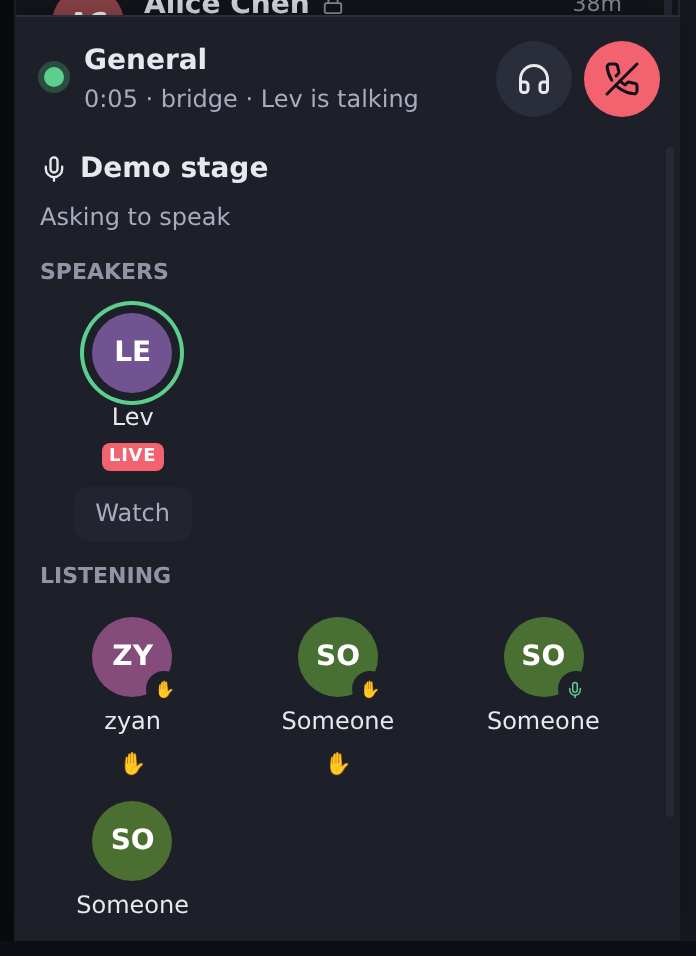 Alice Chen
38m
General
0:05 · bridge · Lev is talking
Demo stage
Asking to speak
SPEAKERS
LE
Lev
LIVE
Watch
LISTENING
ZY SO SO
zyan Someone Someone
SO
Someone